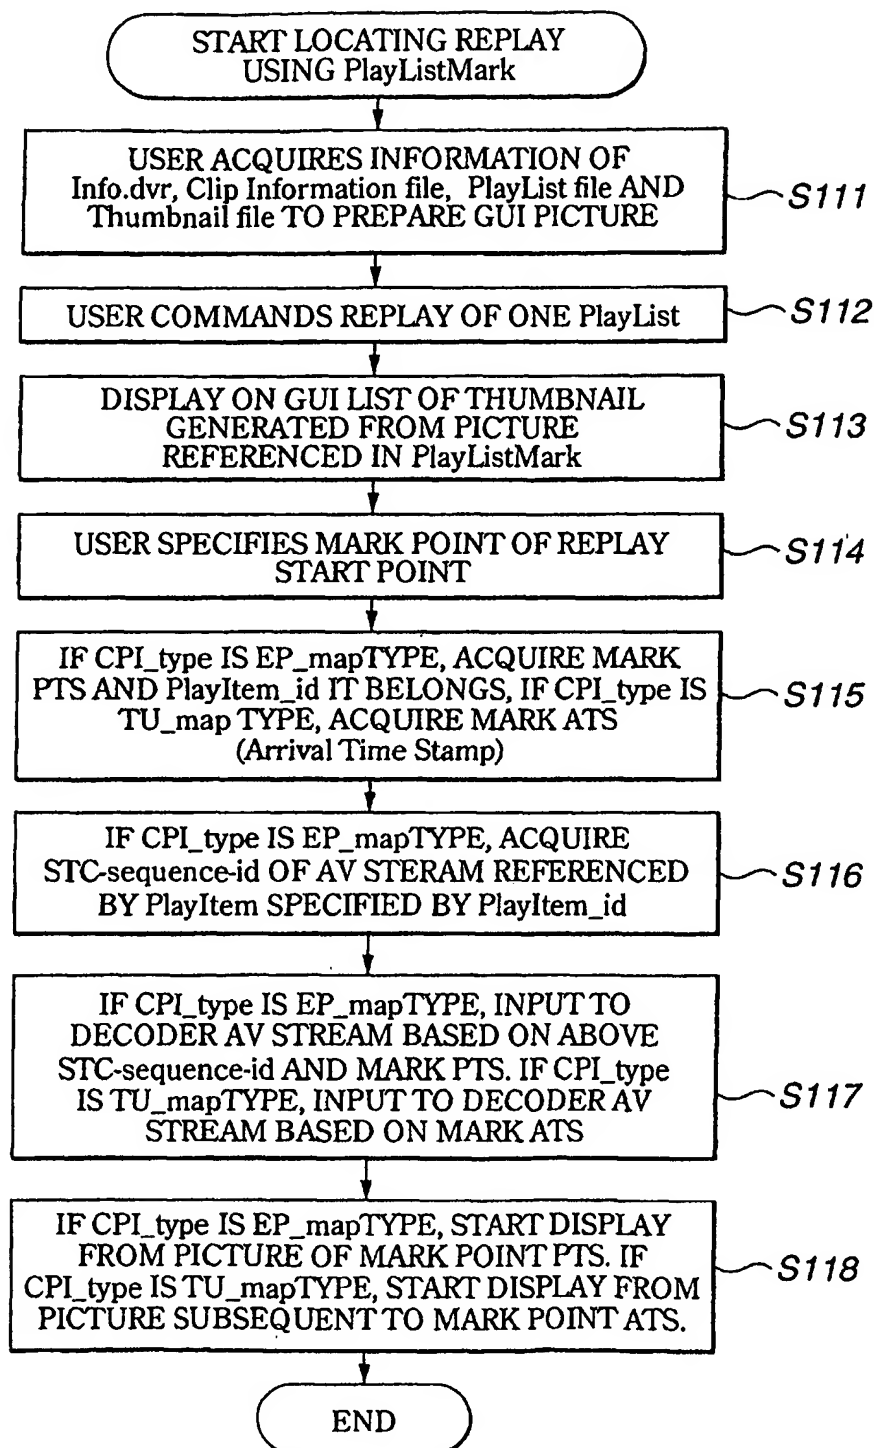 START LOCATING REPLAY
USING PlayListMark
USER ACQUIRES INFORMATION OF
Info.dvr, Clip Information file, PlayList file AND
Thumbnail file TO PREPARE GUI PICTURE
S111
USER COMMANDS REPLAY OF ONE PlayList
S112
DISPLAY ON GUI LIST OF THUMBNAIL
GENERATED FROM PICTURE
REFERENCED IN PlayListMark
S113
USER SPECIFIES MARK POINT OF REPLAY
START POINT
S114
IF CPI_type IS EP_mapTYPE, ACQUIRE MARK
PTS AND PlayItem_id IT BELONGS, IF CPI_type IS
TU_map TYPE, ACQUIRE MARK ATS
(Arrival Time Stamp)
S115
IF CPI_type IS EP_mapTYPE, ACQUIRE
STC-sequence-id OF AV STERAM REFERENCED
BY PlayItem SPECIFIED BY PlayItem_id
S116
IF CPI_type IS EP_mapTYPE, INPUT TO
DECODER AV STREAM BASED ON ABOVE
STC-sequence-id AND MARK PTS. IF CPI_type
IS TU_mapTYPE, INPUT TO DECODER AV
STREAM BASED ON MARK ATS
S117
IF CPI_type IS EP_mapTYPE, START DISPLAY
FROM PICTURE OF MARK POINT PTS. IF
CPI_type IS TU_mapTYPE, START DISPLAY FROM
PICTURE SUBSEQUENT TO MARK POINT ATS.
S118
END